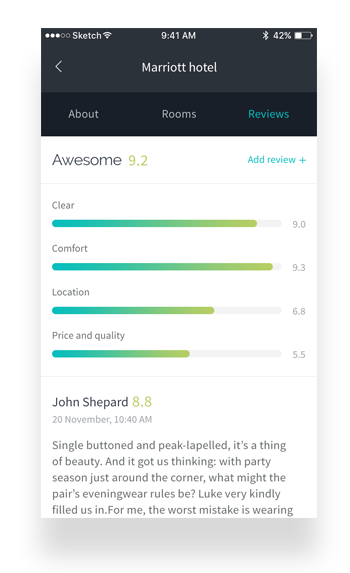 Sketch 9:41 AM 42%
Marriott hotel
About Rooms Reviews
Awesome 9.2 Add review +
Clear
9.0
Comfort
9.3
Location
6.8
Price and quality
5.5
John Shepard 8.8
20 November, 10:40 AM
Single buttoned and peak-lapelled, it's a thing
of beauty. And it got us thinking: with party
season just around the corner, what might the
pair's eveningwear rules be? Luke very kindly
filled us in.For me, the worst mistake is wearing